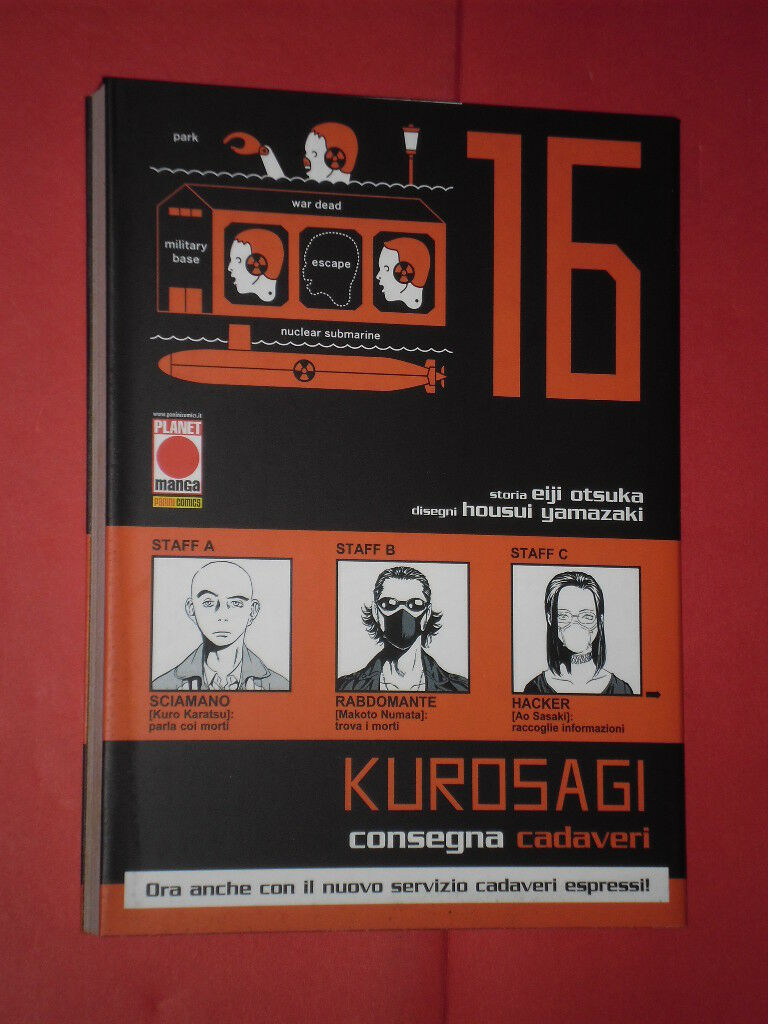 park
16
war dead
military
base
escape
nuclear submarine
www.paninicomics.it
PLANET
manga
PANINI COMICS
storia eiji otsuka
disegni housui yamazaki
STAFF A
STAFF B
STAFF C
SCIAMANO
[Kuro Karatsu]:
parla coi morti
RABDOMANTE
[Makoto Numata]:
trova i morti
HACKER
[Ao Sasaki]:
raccoglie informazioni
KUROSAGI
consegna cadaveri
Ora anche con il nuovo servizio cadaveri espressi!